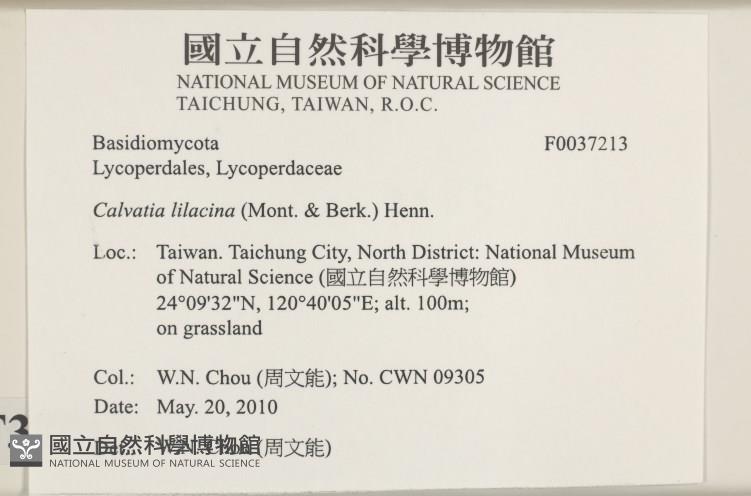 國立自然科學博物館
NATIONAL MUSEUM OF NATURAL SCIENCE
TAICHUNG, TAIWAN, R.O.C.
Basidiomycota F0037213
Lycoperdales, Lycoperdaceae
Calvatia lilacina (Mont. & Berk.) Henn.
Loc.: Taiwan. Taichung City, North District: National Museum
of Natural Science (國立自然科學博物館)
24°09'32"N, 120°40'05"E; alt. 100m;
on grassland
Col.: W.N. Chou (周文能); No. CWN 09305
Date: May. 20, 2010
W.N. Chou (周文能)
國立自然科學博物館
NATIONAL MUSEUM OF NATURAL SCIENCE